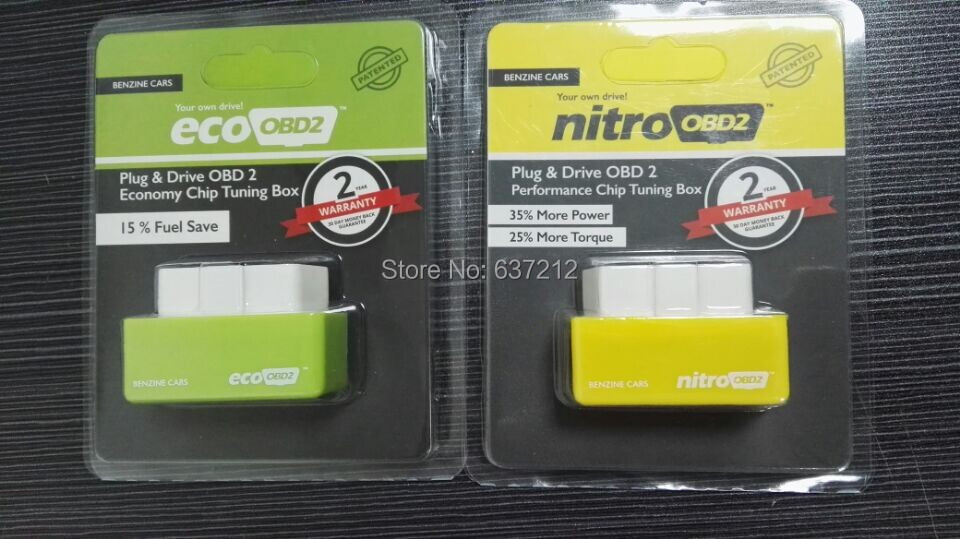 BENZINE CARS
PATENTED
Your own drive!
eco OBD2™
Plug & Drive OBD 2
Economy Chip Tuning Box
15 % Fuel Save
2
YEAR
WARRANTY
30 DAY MONEY BACK
GUARANTEE
BENZINE CARS
eco OBD2
BENZINE CARS
PATENTED
Your own drive!
nitro OBD2™
Plug & Drive OBD 2
Performance Chip Tuning Box
35% More Power
25% More Torque
2
YEAR
WARRANTY
30 DAY MONEY BACK
GUARANTEE
BENZINE CARS
nitro OBD2
Store No: 637212